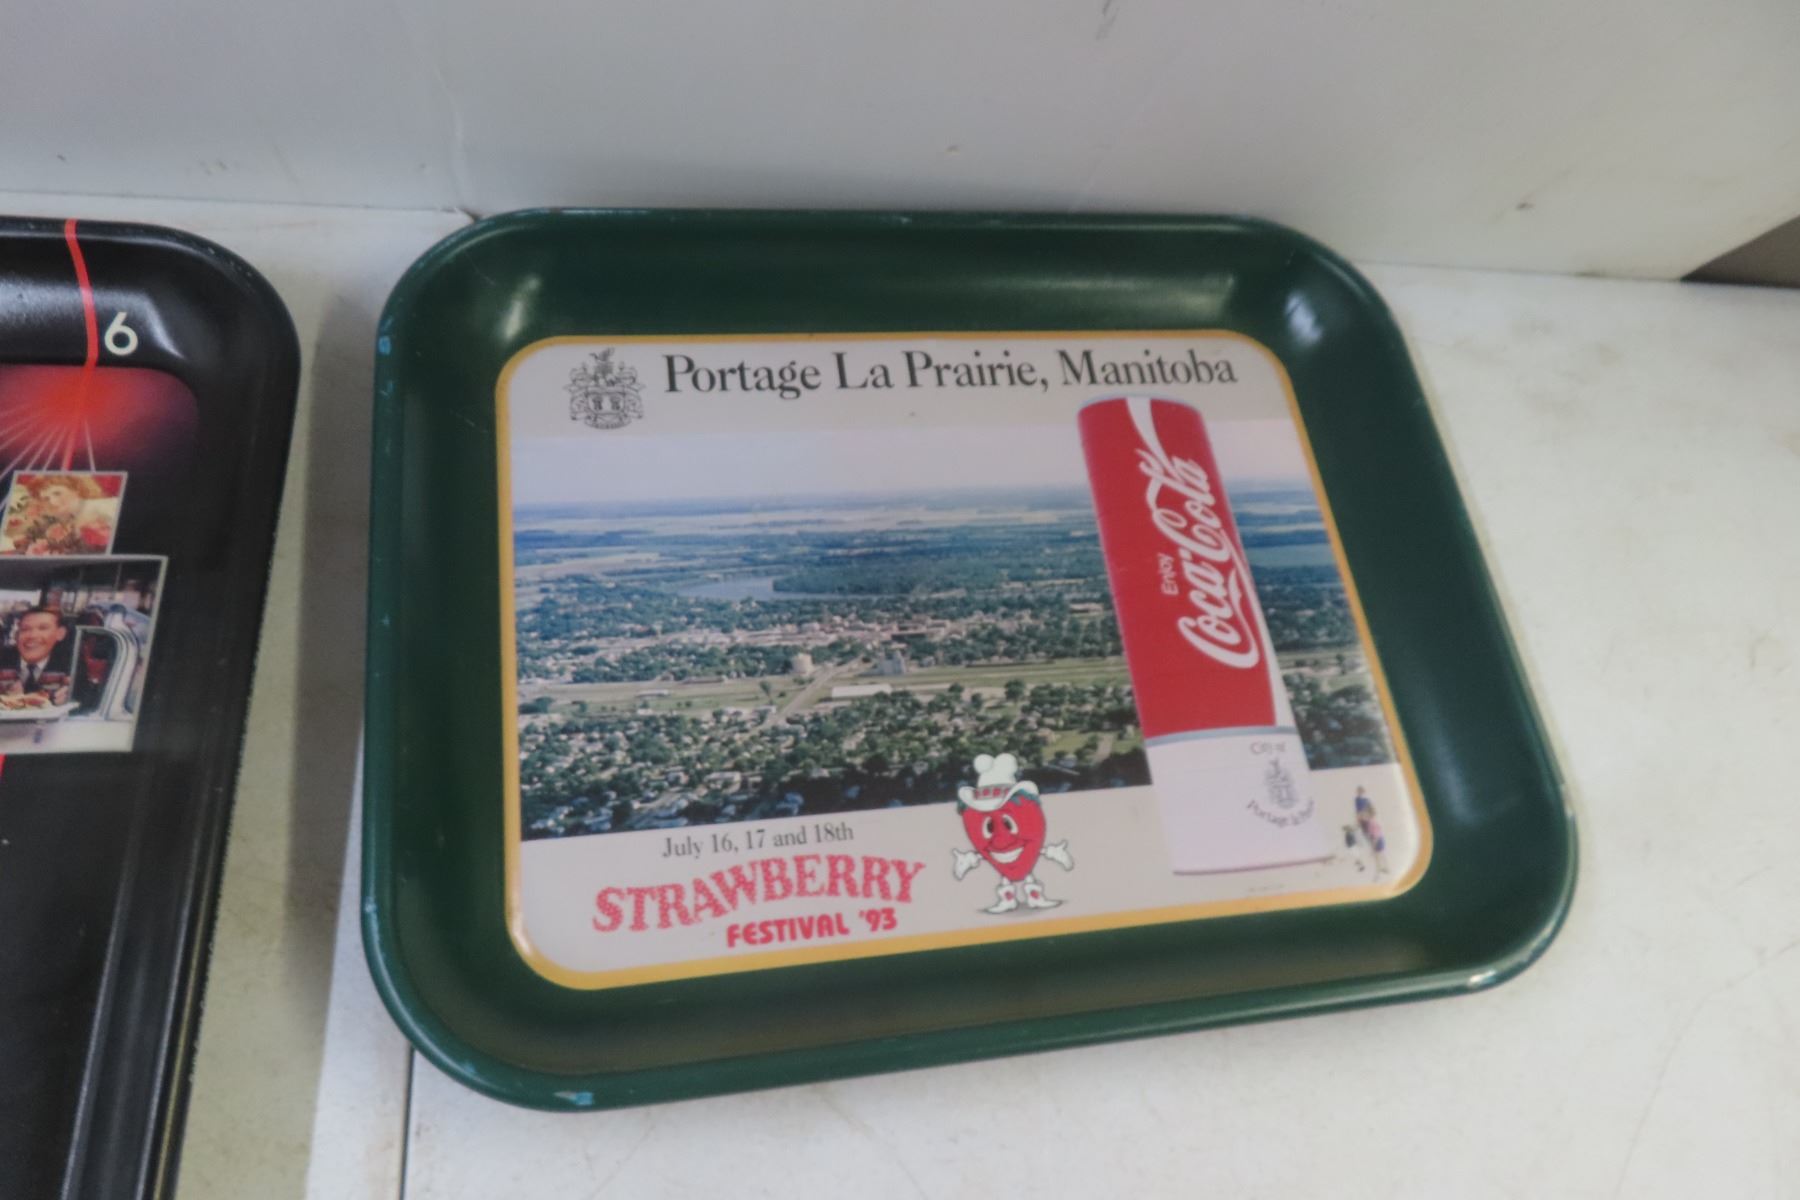 6
Portage La Prairie, Manitoba
Enjoy
Coca-Cola
City of
Portage la Prairie
July 16, 17 and 18th
STRAWBERRY
FESTIVAL '93